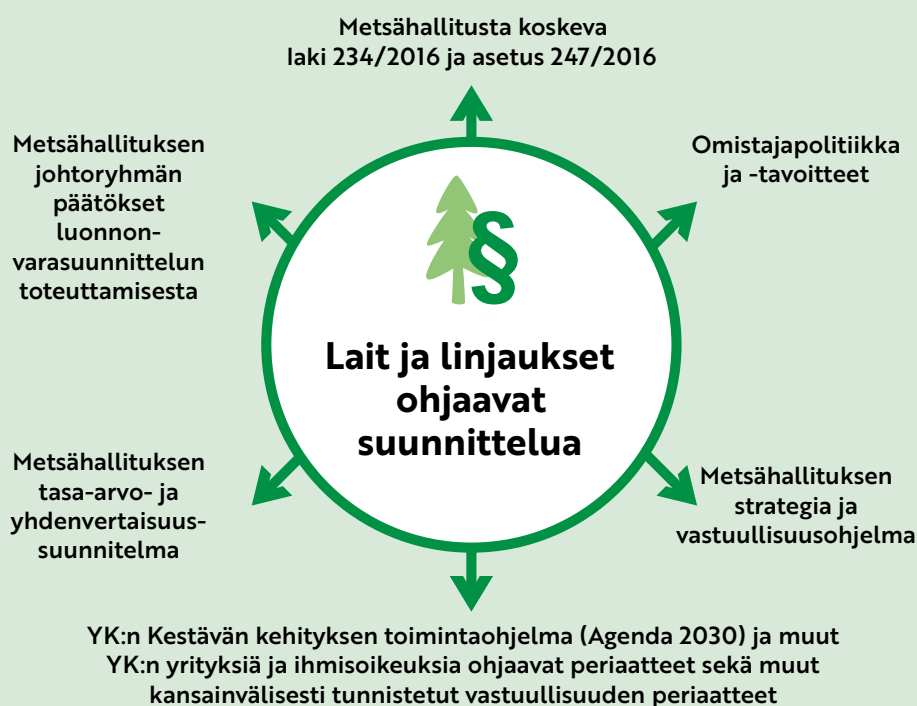 Metsähallitusta koskeva
laki 234/2016 ja asetus 247/2016
Metsähallituksen
johtoryhmän
päätökset
luonnon-
varasuunnittelun
toteuttamisesta
Omistajapolitiikka
ja -tavoitteet
§
Lait ja linjaukset
ohjaavat
suunnittelua
Metsähallituksen
tasa-arvo- ja
yhdenvertaisuus-
suunnitelma
Metsähallituksen
strategia ja
vastuullisuusohjelma
YK:n Kestävän kehityksen toimintaohjelma (Agenda 2030) ja muut
YK:n yrityksiä ja ihmisoikeuksia ohjaavat periaatteet sekä muut
kansainvälisesti tunnistetut vastuullisuuden periaatteet